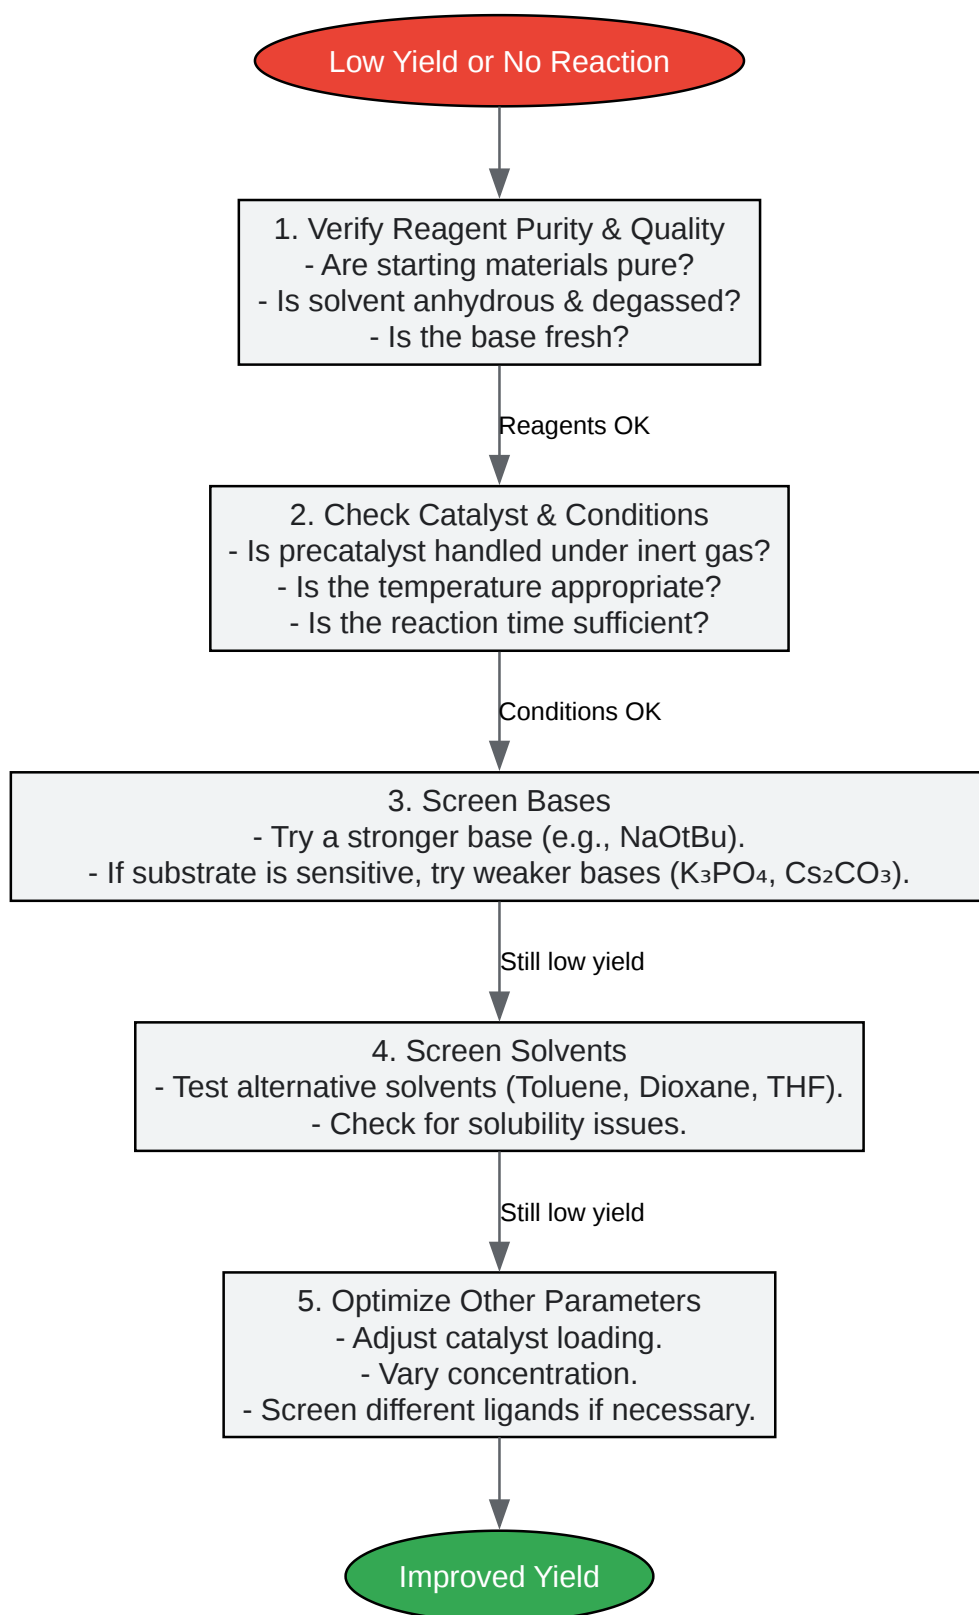 Low Yield or No Reaction
1. Verify Reagent Purity & Quality
- Are starting materials pure?
- Is solvent anhydrous & degassed?
- Is the base fresh?
Reagents OK
2. Check Catalyst & Conditions
- Is precatalyst handled under inert gas?
- Is the temperature appropriate?
- Is the reaction time sufficient?
Conditions OK
3. Screen Bases
- Try a stronger base (e.g., NaOtBu).
- If substrate is sensitive, try weaker bases (K₃PO₄, Cs₂CO₃).
Still low yield
4. Screen Solvents
- Test alternative solvents (Toluene, Dioxane, THF).
- Check for solubility issues.
Still low yield
5. Optimize Other Parameters
- Adjust catalyst loading.
- Vary concentration.
- Screen different ligands if necessary.
Improved Yield